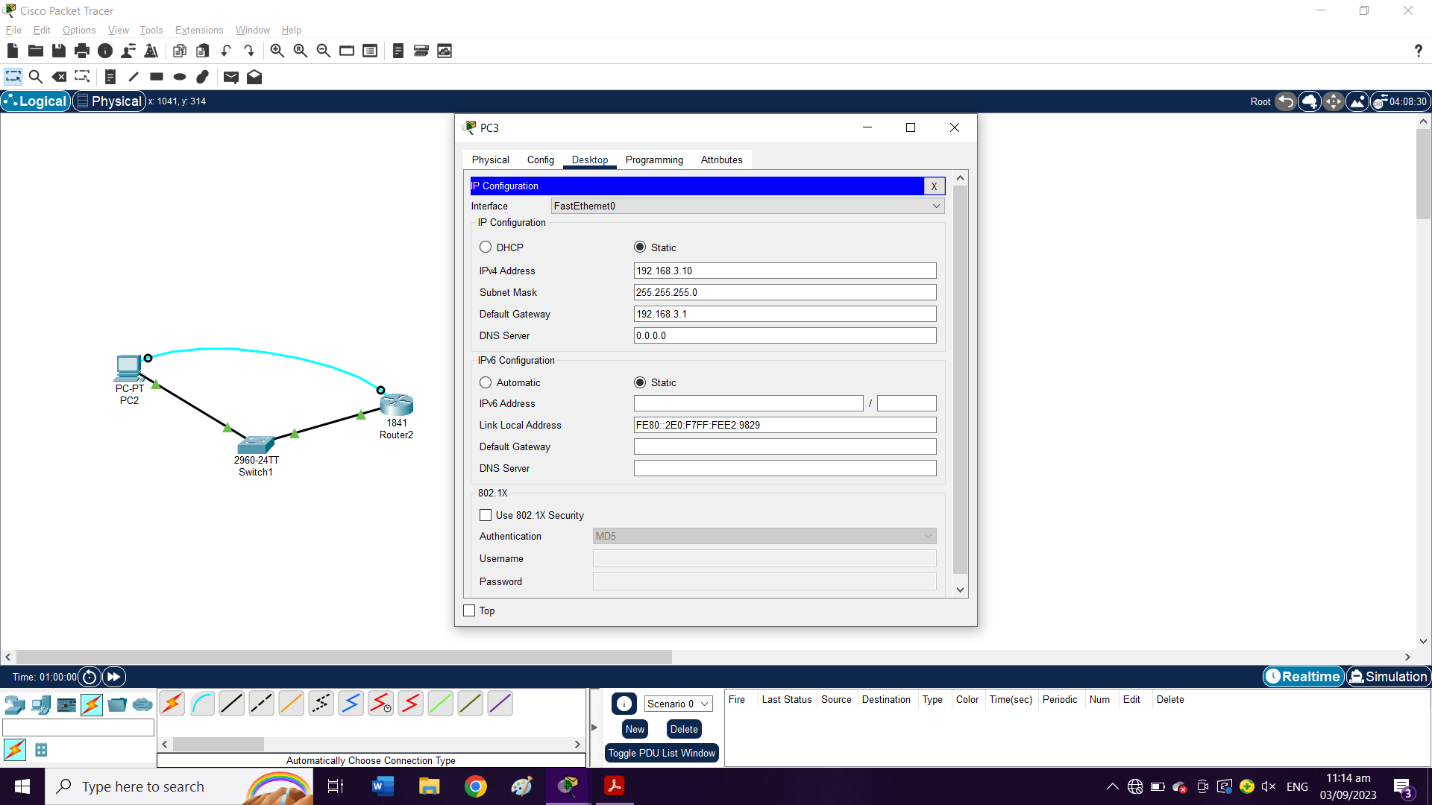 Cisco Packet Tracer
File Edit Options View Tools Extensions Window Help
?
Logical Physical x: 1041, y: 314 Root 04:08:30
PC3
Physical Config Desktop Programming Attributes
IP Configuration X
Interface FastEthernet0
IP Configuration
DHCP Static
IPv4 Address 192.168.3.10
Subnet Mask 255.255.255.0
Default Gateway 192.168.3.1
DNS Server 0.0.0.0
IPv6 Configuration
Automatic Static
IPv6 Address /
Link Local Address FE80::2E0:F7FF:FEE2:9829
Default Gateway
DNS Server
802.1X
Use 802.1X Security
Authentication MD5
Username
Password
Top
PC-PT
PC2
1841
Router2
2960-24TT
Switch1
Time: 01:00:00 Realtime Simulation
Scenario 0
New Delete
Toggle PDU List Window
Fire Last Status Source Destination Type Color Time(sec) Periodic Num Edit Delete
Automatically Choose Connection Type
Type here to search
ENG
11:14 am
03/09/2023
3